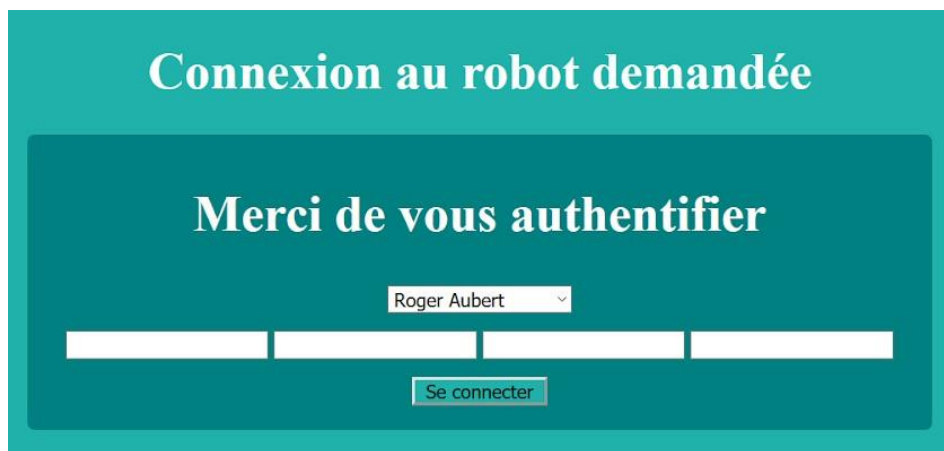 Connexion au robot demandée
Merci de vous authentifier
Roger Aubert
Se connecter